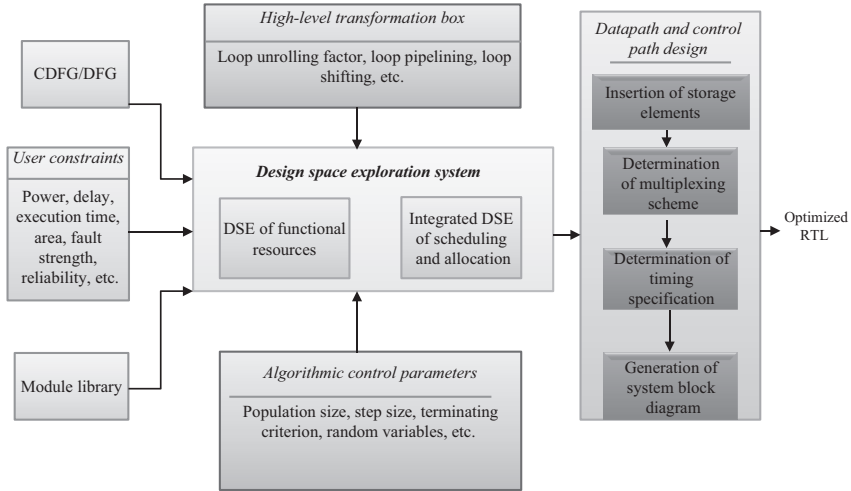 CDFG/DFG
User constraints
Power, delay,
execution time,
area, fault
strength,
reliability, etc.
Module library
High-level transformation box
Loop unrolling factor, loop pipelining, loop
shifting, etc.
Design space exploration system
DSE of functional
resources
Integrated DSE
of scheduling
and allocation
Algorithmic control parameters
Population size, step size, terminating
criterion, random variables, etc.
Datapath and control
path design
Insertion of storage
elements
Determination
of multiplexing
scheme
Determination of
timing
specification
Generation of
system block
diagram
Optimized
RTL